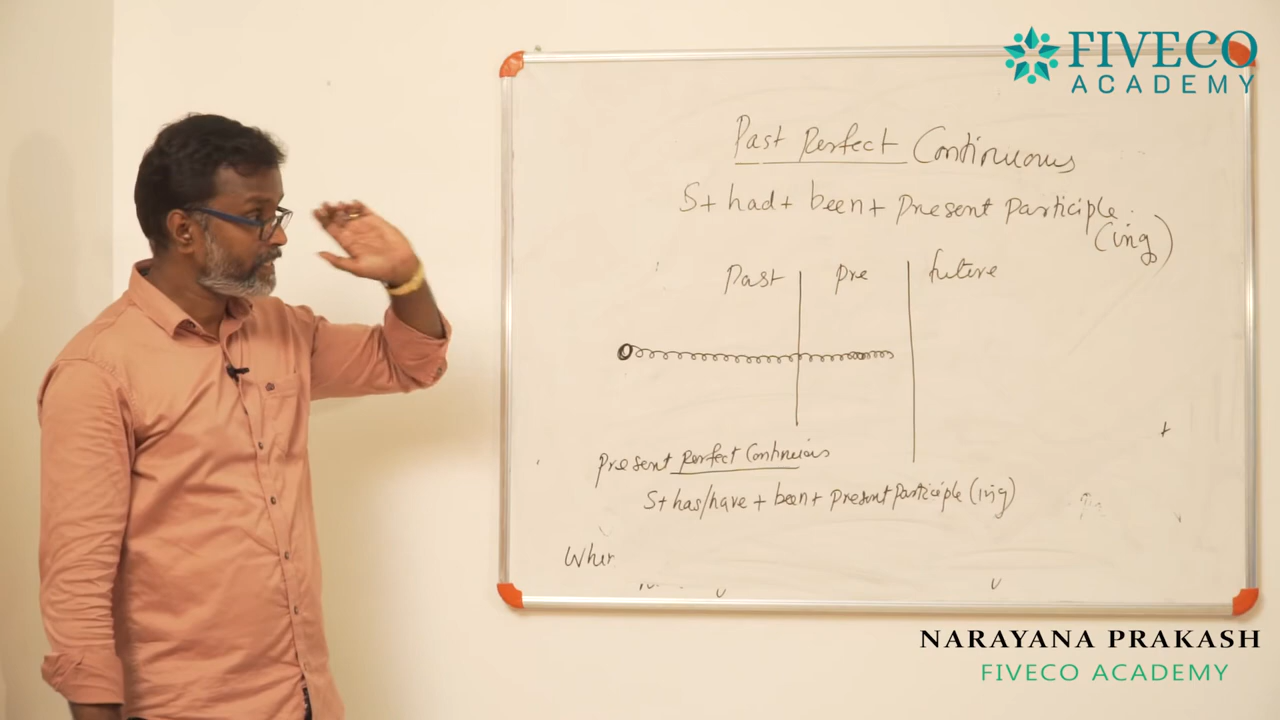 FIVECO
ACADEMY
Past Perfect Continuous
S+ had+ been+ Present Participle.
(ing)
Past pre future
Present Perfect Continuous
S+ has/have + been+ Present Participle (ing)
NARAYANA PRAKASH
FIVECO ACADEMY